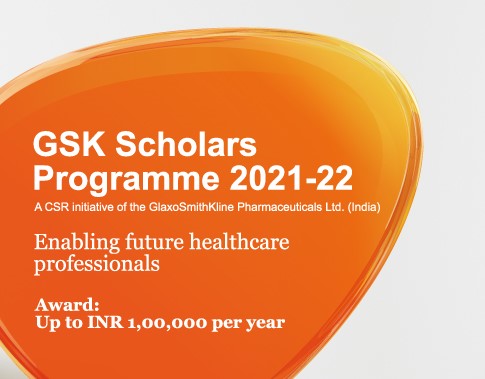 GSK Scholars
Programme 2021-22
A CSR initiative of the GlaxoSmithKline Pharmaceuticals Ltd. (India)
Enabling future healthcare
professionals
Award:
Up to INR 1,00,000 per year